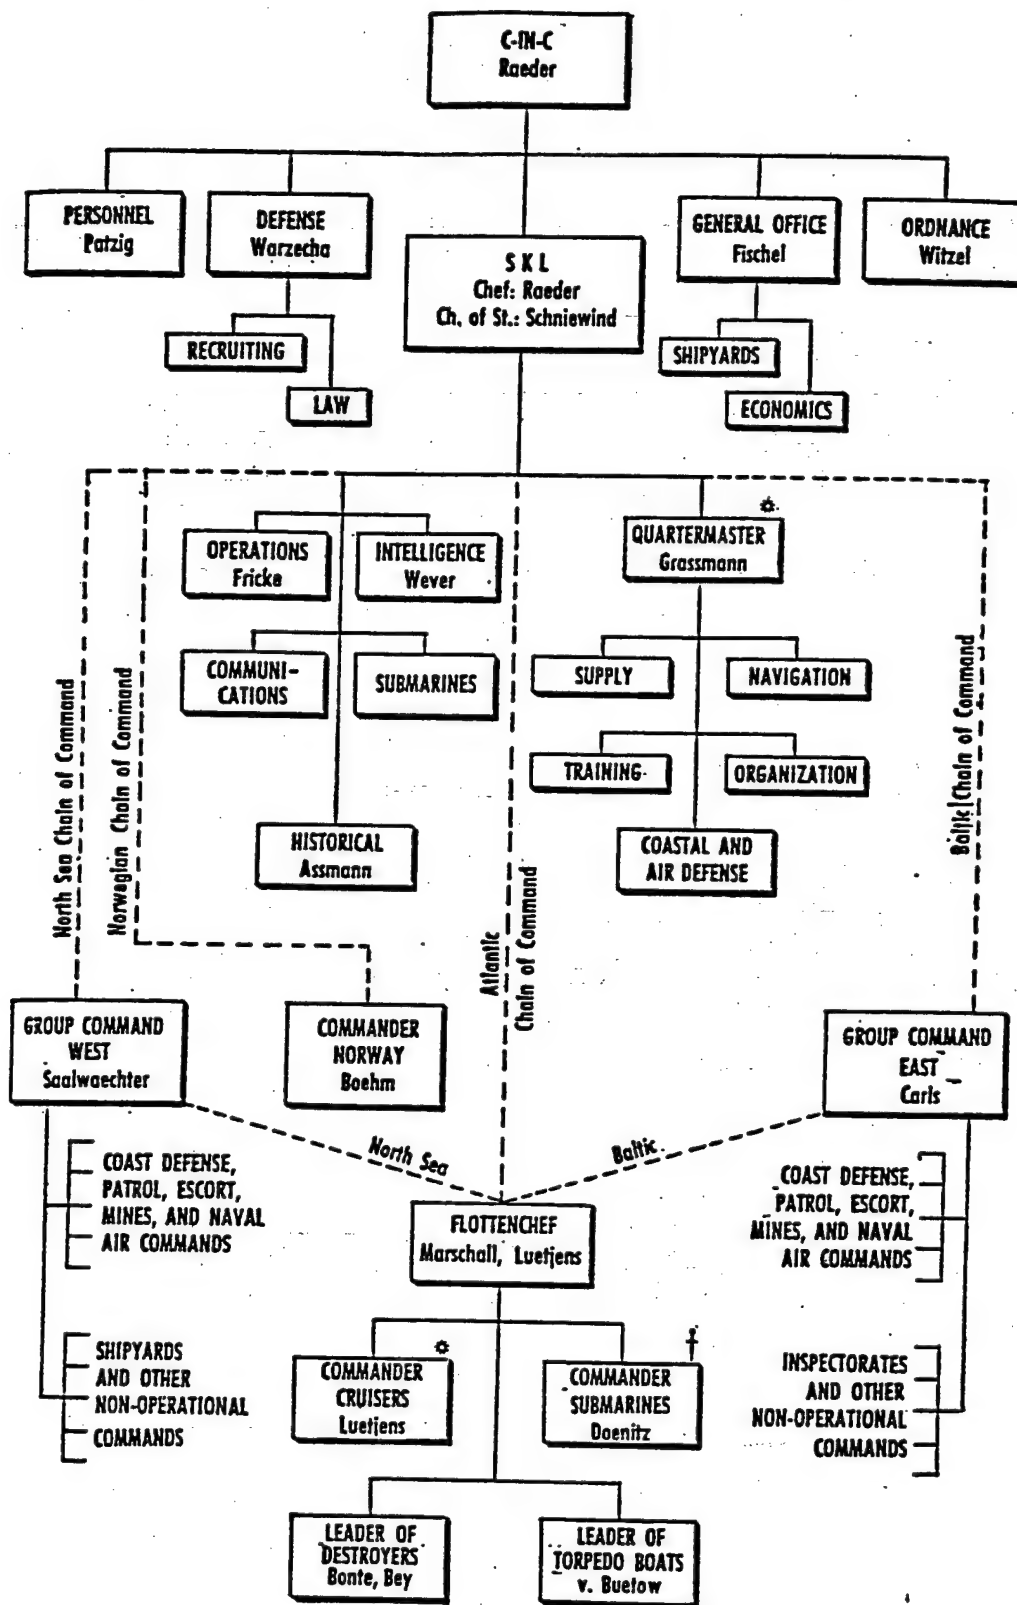 C-IN-C
Raeder
PERSONNEL
Patzig
DEFENSE
Warzecha
GENERAL OFFICE
Fischel
ORDNANCE
Witzel
S K L
Chef: Raeder
Ch. of St.: Schniewind
RECRUITING
LAW
SHIPYARDS
ECONOMICS
OPERATIONS
Fricke
INTELLIGENCE
Wever
QUARTERMASTER
Grassmann
COMMUNI-
CATIONS
SUBMARINES
SUPPLY
NAVIGATION
TRAINING
ORGANIZATION
HISTORICAL
Assmann
COASTAL AND
AIR DEFENSE
North Sea Chain of Command
Norwegian Chain of Command
Atlantic
Chain of Command
Baltic Chain of Command
GROUP COMMAND
WEST
Saalwaechter
COMMANDER
NORWAY
Boehm
GROUP COMMAND
EAST
Carls
North Sea
Baltic
COAST DEFENSE,
PATROL, ESCORT,
MINES, AND NAVAL
AIR COMMANDS
FLOTTENCHEF
Marschall, Luetjens
COAST DEFENSE,
PATROL, ESCORT,
MINES, AND NAVAL
AIR COMMANDS
SHIPYARDS
AND OTHER
NON-OPERATIONAL
COMMANDS
COMMANDER
CRUISERS
Luetjens
COMMANDER
SUBMARINES
Doenitz
INSPECTORATES
AND OTHER
NON-OPERATIONAL
COMMANDS
LEADER OF
DESTROYERS
Bonte, Bey
LEADER OF
TORPEDO BOATS
v. Buetow